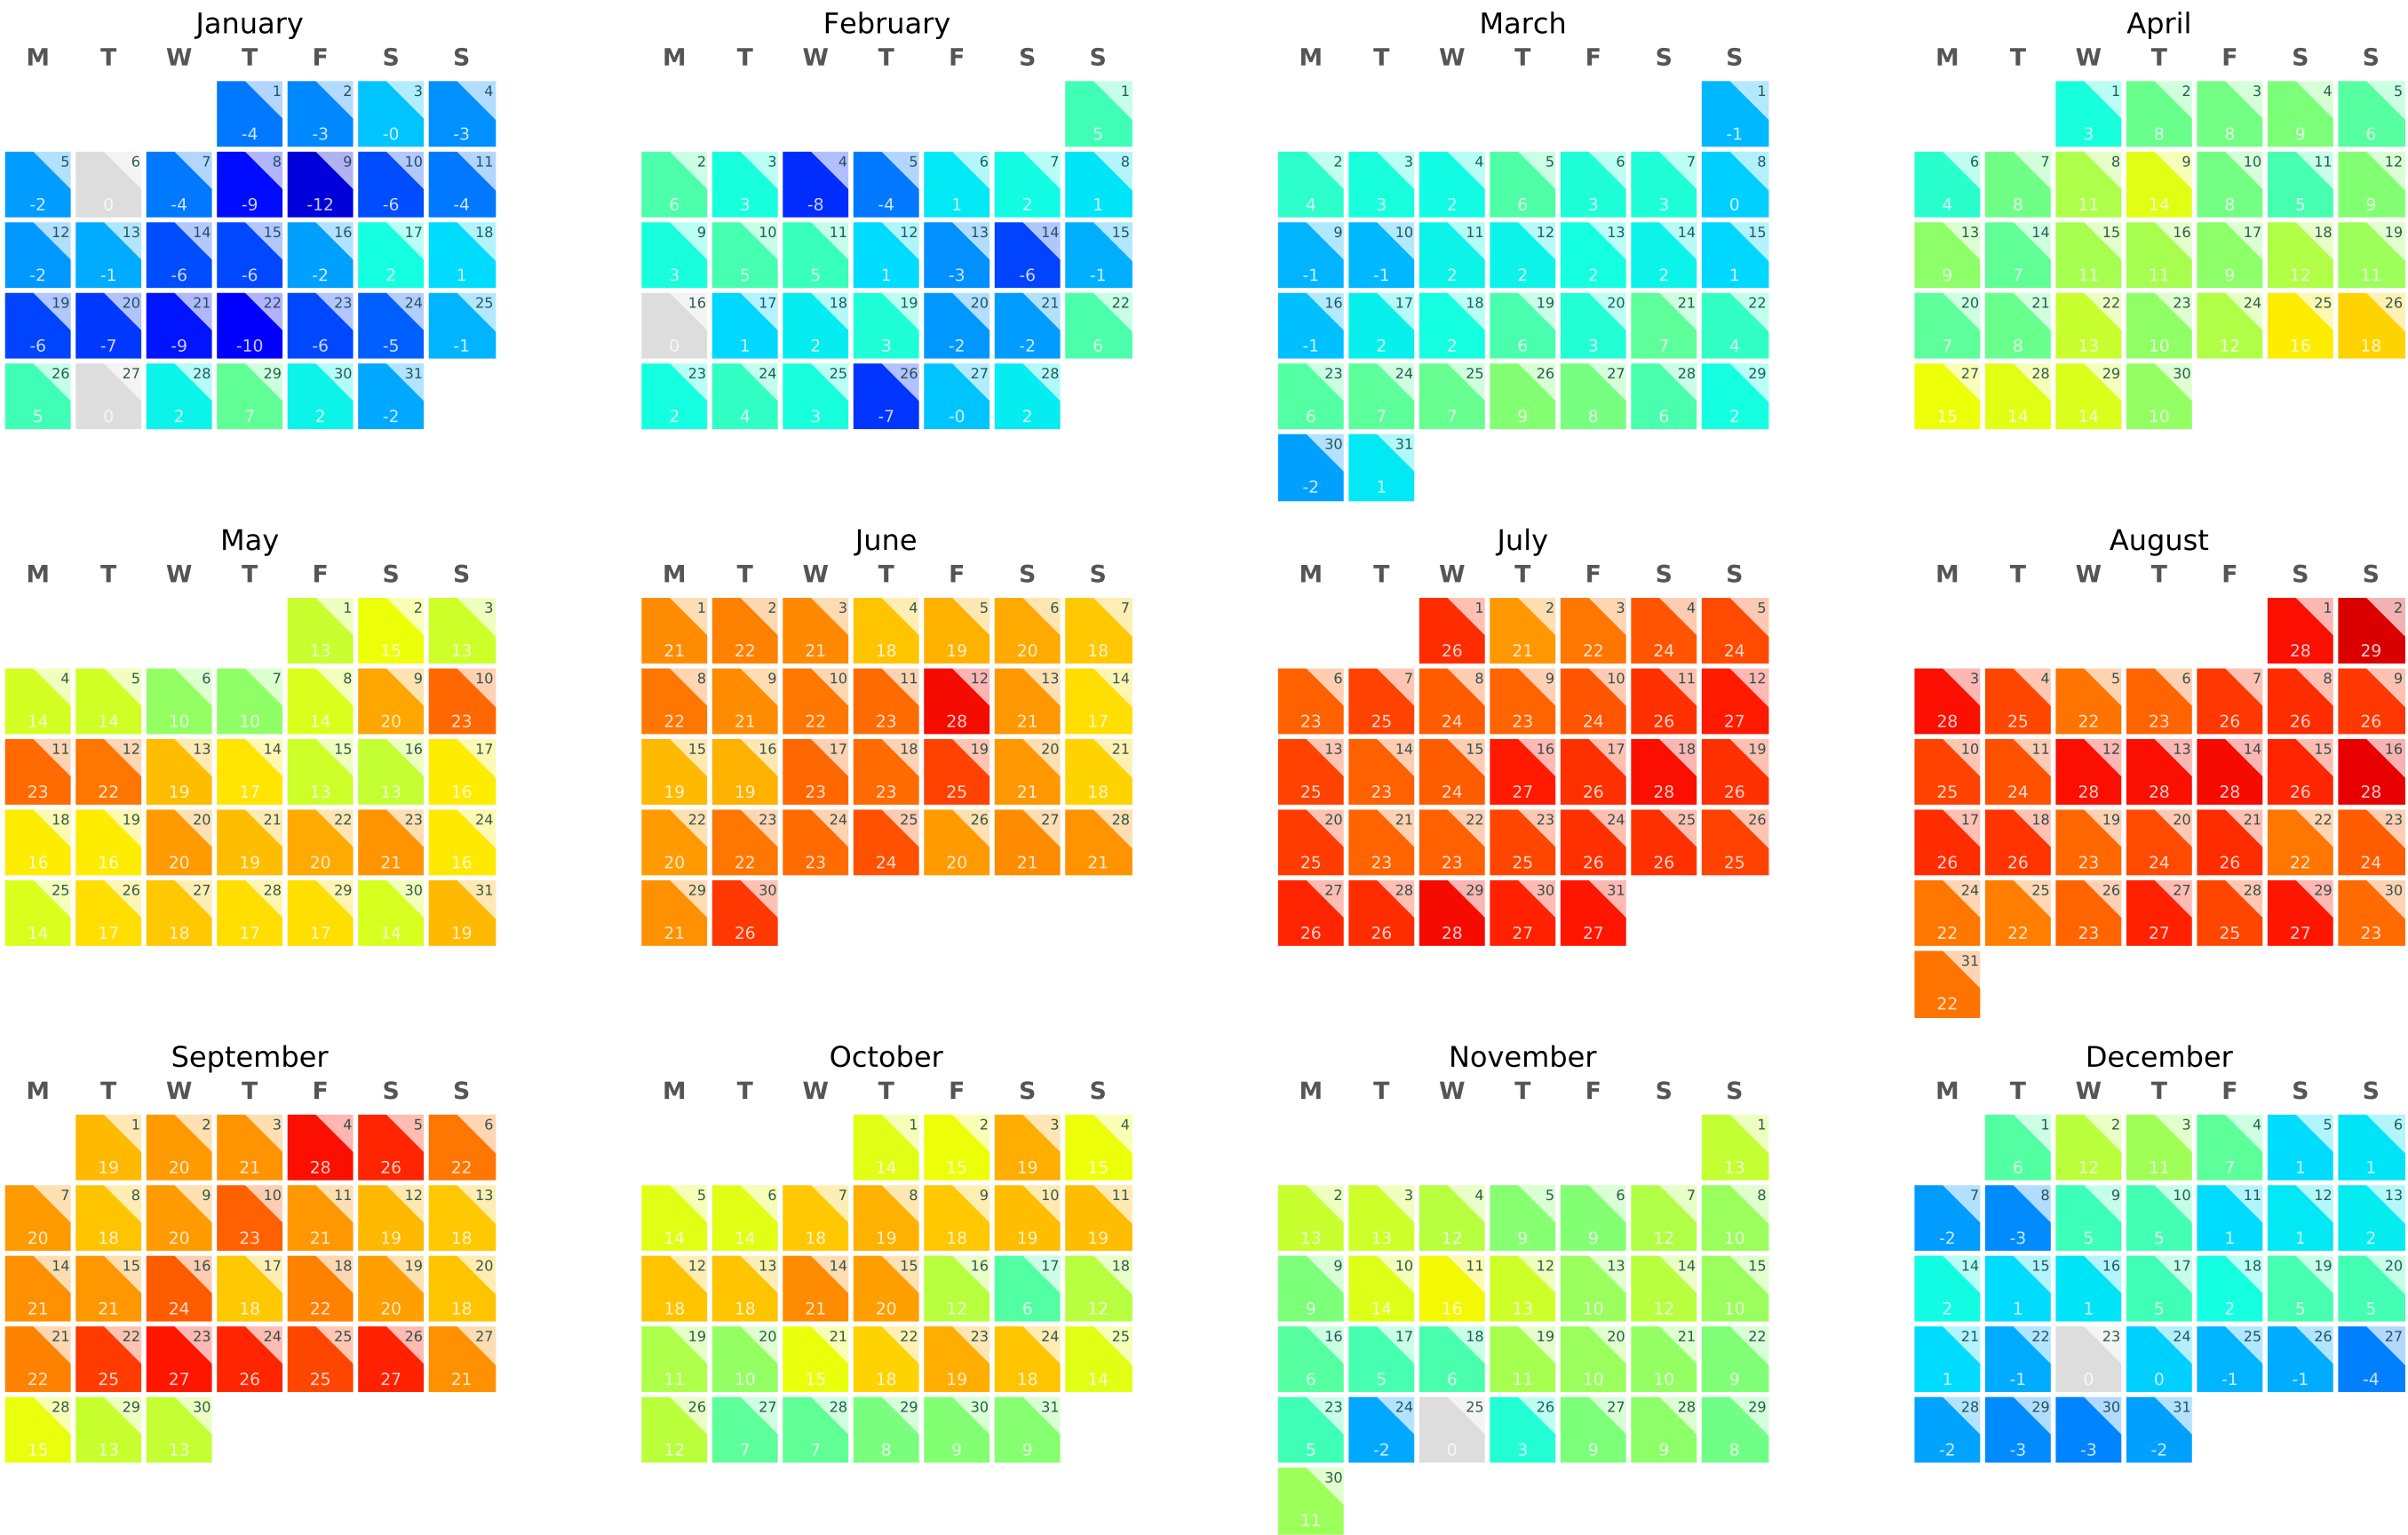 January February March April
M T W T F S S M T W T F S S M T W T F S S M T W T F S S
1 2 3 4 1 1 1 2 3 4 5
-4 -3 -0 -3 5 -1 3 8 8 9 6
5 6 7 8 9 10 11 2 3 4 5 6 7 8 2 3 4 5 6 7 8 6 7 8 9 10 11 12
-2 0 -4 -9 -12 -6 -4 6 3 -8 -4 1 2 1 4 3 2 6 3 3 0 4 8 11 14 8 5 9
12 13 14 15 16 17 18 9 10 11 12 13 14 15 9 10 11 12 13 14 15 13 14 15 16 17 18 19
-2 -1 -6 -6 -2 2 1 3 5 5 1 -3 -6 -1 -1 -1 2 2 2 2 1 9 7 11 11 9 12 11
19 20 21 22 23 24 25 16 17 18 19 20 21 22 16 17 18 19 20 21 22 20 21 22 23 24 25 26
-6 -7 -9 -10 -6 -5 -1 0 1 2 3 -2 -2 6 -1 2 2 6 3 7 4 7 8 13 10 12 16 18
26 27 28 29 30 31 23 24 25 26 27 28 23 24 25 26 27 28 29 27 28 29 30
5 0 2 7 2 -2 2 4 3 -7 -0 2 6 7 7 9 8 6 2 15 14 14 10
30 31
-2 1
May June July August
M T W T F S S M T W T F S S M T W T F S S M T W T F S S
1 2 3 1 2 3 4 5 6 7 1 2 3 4 5 1 2
13 15 13 21 22 21 18 19 20 18 26 21 22 24 24 28 29
4 5 6 7 8 9 10 8 9 10 11 12 13 14 6 7 8 9 10 11 12 3 4 5 6 7 8 9
14 14 10 10 14 20 23 22 21 22 23 28 21 17 23 25 24 23 24 26 27 28 25 22 23 26 26 26
11 12 13 14 15 16 17 15 16 17 18 19 20 21 13 14 15 16 17 18 19 10 11 12 13 14 15 16
23 22 19 17 13 13 16 19 19 23 23 25 21 18 25 23 24 27 26 28 26 25 24 28 28 28 26 28
18 19 20 21 22 23 24 22 23 24 25 26 27 28 20 21 22 23 24 25 26 17 18 19 20 21 22 23
16 16 20 19 20 21 16 20 22 23 24 20 21 21 25 23 23 25 26 26 25 26 26 23 24 26 22 24
25 26 27 28 29 30 31 29 30 27 28 29 30 31 24 25 26 27 28 29 30
14 17 18 17 17 14 19 21 26 26 26 28 27 27 22 22 23 27 25 27 23
31
22
September October November December
M T W T F S S M T W T F S S M T W T F S S M T W T F S S
1 2 3 4 5 6 1 2 3 4 1 1 2 3 4 5 6
19 20 21 28 26 22 14 15 19 15 13 6 12 11 7 1 1
7 8 9 10 11 12 13 5 6 7 8 9 10 11 2 3 4 5 6 7 8 7 8 9 10 11 12 13
20 18 20 23 21 19 18 14 14 18 19 18 19 19 13 13 12 9 9 12 10 -2 -3 5 5 1 1 2
14 15 16 17 18 19 20 12 13 14 15 16 17 18 9 10 11 12 13 14 15 14 15 16 17 18 19 20
21 21 24 18 22 20 18 18 18 21 20 12 6 12 9 14 16 13 10 12 10 2 1 1 5 2 5 5
21 22 23 24 25 26 27 19 20 21 22 23 24 25 16 17 18 19 20 21 22 21 22 23 24 25 26 27
22 25 27 26 25 27 21 11 10 15 18 19 18 14 6 5 6 11 10 10 9 1 -1 0 0 -1 -1 -4
28 29 30 26 27 28 29 30 31 23 24 25 26 27 28 29 28 29 30 31
15 13 13 12 7 7 8 9 9 5 -2 0 3 9 9 8 -2 -3 -3 -2
30
11